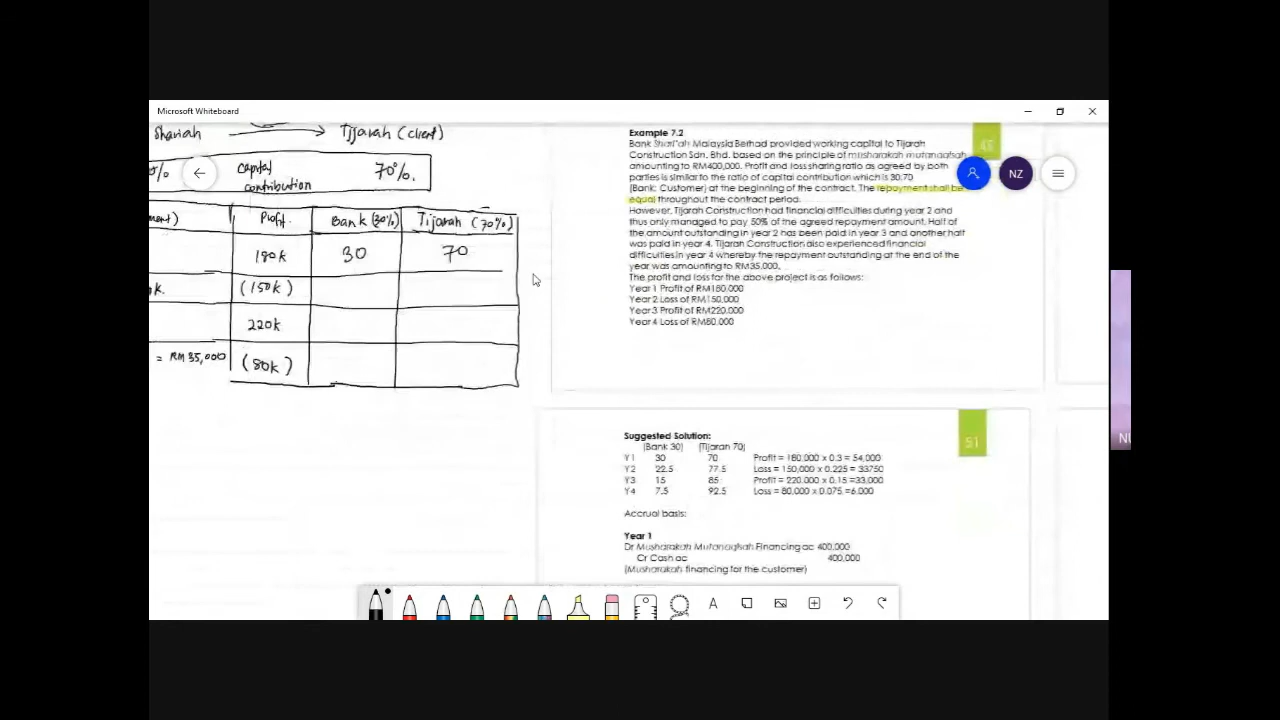 Microsoft Whiteboard
Shariah Tijarah (client)
0% capital contribution 70%.
ment) Profit. Bank (30%) Tijarah (70%)
180k 30 70
k. (150k)
220k
= RM 35,000 (80k)
Example 7.2
46
Bank Shari'ah Malaysia Berhad provided working capital to Tijarah
Construction Sdn. Bhd. based on the principle of musharakah mutanaqisah
amounting to RM400,000. Profit and loss sharing ratio as agreed by both
parties is similar to the ratio of capital contribution which is 30:70
(Bank: Customer) at the beginning of the contract. The repayment shall be
equal throughout the contract period.
However, Tijarah Construction had financial difficulties during year 2 and
thus only managed to pay 50% of the agreed repayment amount. Half of
the amount outstanding in year 2 has been paid in year 3 and another half
was paid in year 4. Tijarah Construction also experienced financial
difficulties in year 4 whereby the repayment outstanding at the end of the
year was amounting to RM35,000.
The profit and loss for the above project is as follows:
Year 1 Profit of RM180,000
Year 2 Loss of RM150,000
Year 3 Profit of RM220,000
Year 4 Loss of RM80,000
NZ
NU
51
Suggested Solution:
(Bank 30) (Tijaran 70)
Y1 30 70 Profit = 180,000 x 0.3 = 54,000
Y2 22.5 77.5 Loss = 150,000 x 0.225 = 33750
Y3 15 85 Profit = 220,000 x 0.15 =33,000
Y4 7.5 92.5 Loss = 80,000 x 0.075 =6,000
Accrual basis:
Year 1
Dr Musharakah Mutanaqisah Financing ac 400,000
Cr Cash ac 400,000
(Musharakah financing for the customer)
A